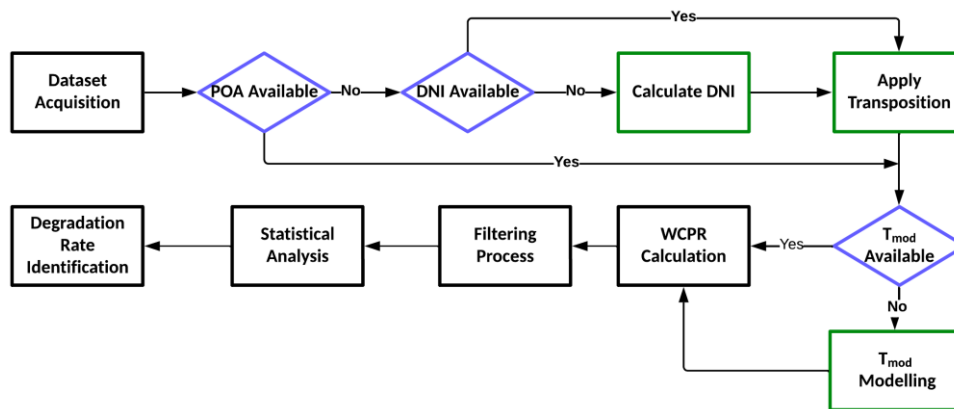 Yes
Dataset
Acquisition
POA Available
No
DNI Available
No
Calculate DNI
Apply
Transposition
Yes
Degradation
Rate
Identification
Statistical
Analysis
Filtering
Process
WCPR
Calculation
Yes
Tmod
Available
No
Tmod
Modelling